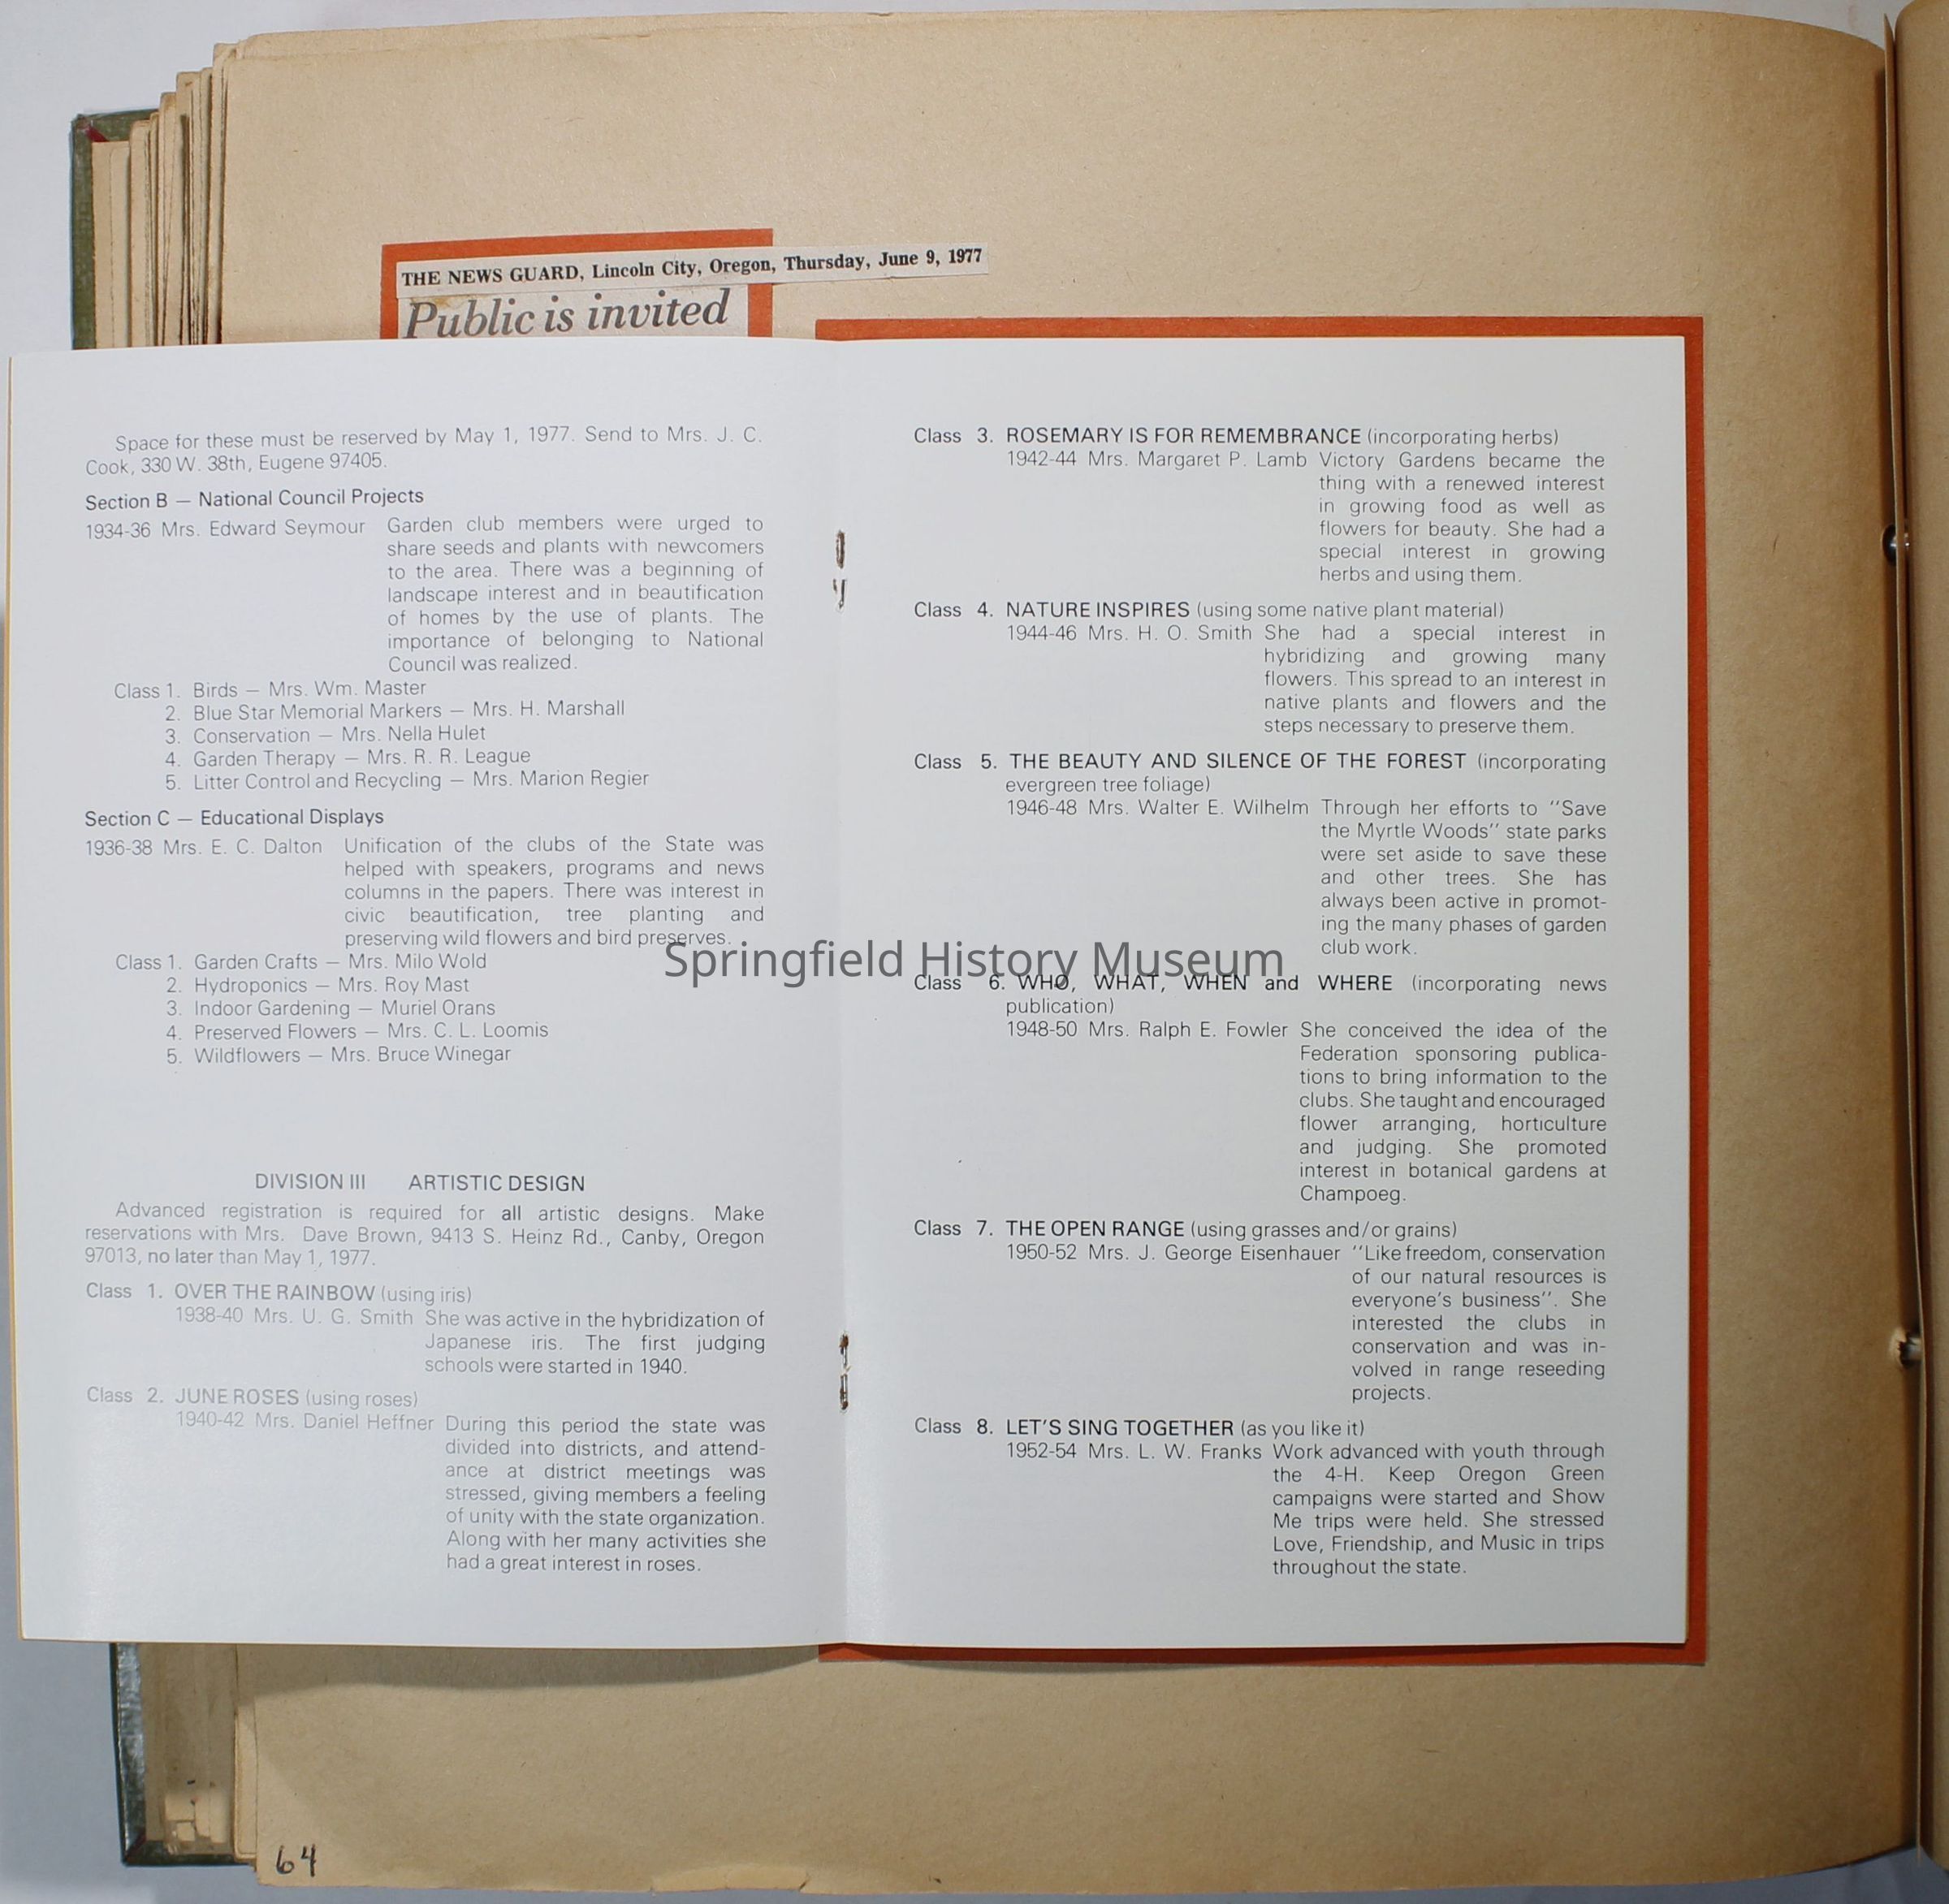 THE NEWS GUARD, Lincoln City, Oregon, Thursday, June 9, 1977
Public is invited
Space for these must be reserved by May 1, 1977. Send to Mrs. J. C.
Cook, 330 W. 38th, Eugene 97405.
Section B — National Council Projects
1934-36 Mrs. Edward Seymour Garden club members were urged to
share seeds and plants with newcomers
to the area. There was a beginning of
landscape interest and in beautification
of homes by the use of plants. The
importance of belonging to National
Council was realized.
Class 1. Birds — Mrs. Wm. Master
2. Blue Star Memorial Markers — Mrs. H. Marshall
3. Conservation — Mrs. Nella Hulet
4. Garden Therapy — Mrs. R. R. League
5. Litter Control and Recycling — Mrs. Marion Regier
Section C — Educational Displays
1936-38 Mrs. E. C. Dalton Unification of the clubs of the State was
helped with speakers, programs and news
columns in the papers. There was interest in
civic beautification, tree planting and
preserving wild flowers and bird preserves.
Class 1. Garden Crafts — Mrs. Milo Wold
2. Hydroponics — Mrs. Roy Mast
3. Indoor Gardening — Muriel Orans
4. Preserved Flowers — Mrs. C. L. Loomis
5. Wildflowers — Mrs. Bruce Winegar
DIVISION III ARTISTIC DESIGN
Advanced registration is required for all artistic designs. Make
reservations with Mrs. Dave Brown, 9413 S. Heinz Rd., Canby, Oregon
97013, no later than May 1, 1977.
Class 1. OVER THE RAINBOW (using iris)
1938-40 Mrs. U. G. Smith She was active in the hybridization of
Japanese iris. The first judging
schools were started in 1940.
Class 2. JUNE ROSES (using roses)
1940-42 Mrs. Daniel Heffner During this period the state was
divided into districts, and attend-
ance at district meetings was
stressed, giving members a feeling
of unity with the state organization.
Along with her many activities she
had a great interest in roses.
Class 3. ROSEMARY IS FOR REMEMBRANCE (incorporating herbs)
1942-44 Mrs. Margaret P. Lamb Victory Gardens became the
thing with a renewed interest
in growing food as well as
flowers for beauty. She had a
special interest in growing
herbs and using them.
Class 4. NATURE INSPIRES (using some native plant material)
1944-46 Mrs. H. O. Smith She had a special interest in
hybridizing and growing many
flowers. This spread to an interest in
native plants and flowers and the
steps necessary to preserve them.
Class 5. THE BEAUTY AND SILENCE OF THE FOREST (incorporating
evergreen tree foliage)
1946-48 Mrs. Walter E. Wilhelm Through her efforts to "Save
the Myrtle Woods" state parks
were set aside to save these
and other trees. She has
always been active in promot-
ing the many phases of garden
club work.
Springfield History Museum
Class 6. WHO, WHAT, WHEN and WHERE (incorporating news
publication)
1948-50 Mrs. Ralph E. Fowler She conceived the idea of the
Federation sponsoring publica-
tions to bring information to the
clubs. She taught and encouraged
flower arranging, horticulture
and judging. She promoted
interest in botanical gardens at
Champoeg.
Class 7. THE OPEN RANGE (using grasses and/or grains)
1950-52 Mrs. J. George Eisenhauer "Like freedom, conservation
of our natural resources is
everyone's business". She
interested the clubs in
conservation and was in-
volved in range reseeding
projects.
Class 8. LET'S SING TOGETHER (as you like it)
1952-54 Mrs. L. W. Franks Work advanced with youth through
the 4-H. Keep Oregon Green
campaigns were started and Show
Me trips were held. She stressed
Love, Friendship, and Music in trips
throughout the state.
64